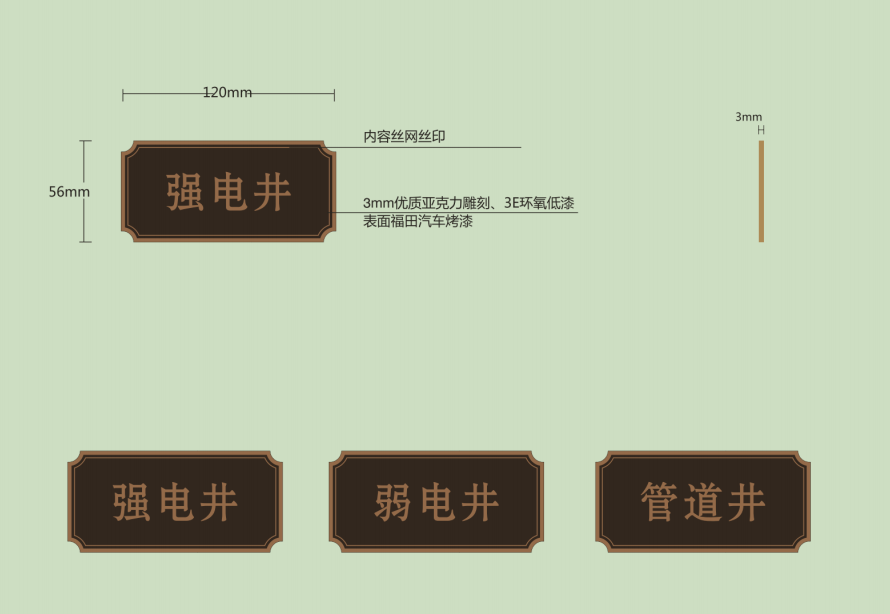 120mm
3mm
H
内容丝网丝印
56mm
强电井
3mm优质亚克力雕刻、3E环氧低漆
表面福田汽车烤漆
强电井
弱电井
管道井